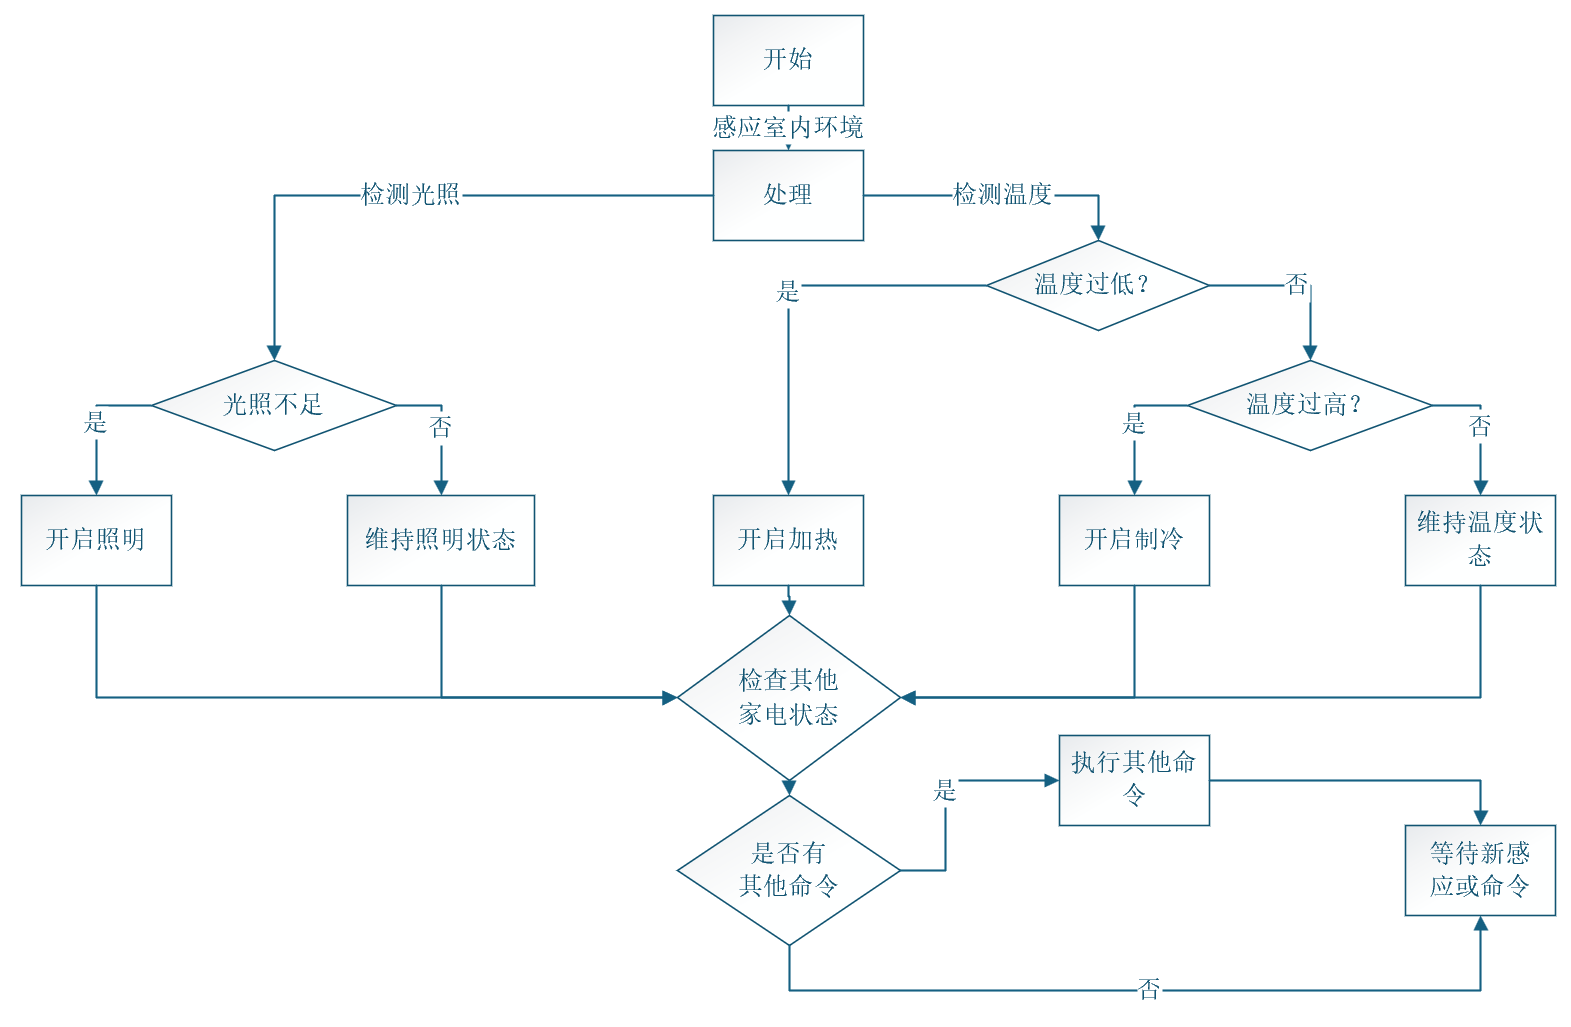 开始
感应室内环境
处理
检测光照
检测温度
温度过低？
是
否
光照不足
温度过高？
是
否
是
否
开启照明
维持照明状态
开启加热
开启制冷
维持温度状
态
检查其他
家电状态
执行其他命
令
是
是否有
其他命令
等待新感
应或命令
否